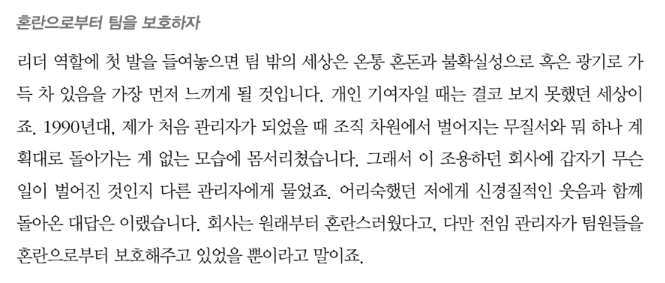 혼란으로부터 팀을 보호하자
리더 역할에 첫 발을 들여놓으면 팀 밖의 세상은 온통 혼돈과 불확실성으로 혹은 광기로 가
득 차 있음을 가장 먼저 느끼게 될 것입니다. 개인 기여자일 때는 결코 보지 못했던 세상이
죠. 1990년대, 제가 처음 관리자가 되었을 때 조직 차원에서 벌어지는 무질서와 뭐 하나 계
획대로 돌아가는 게 없는 모습에 몸서리쳤습니다. 그래서 이 조용하던 회사에 갑자기 무슨
일이 벌어진 것인지 다른 관리자에게 물었죠. 어리숙했던 저에게 신경질적인 웃음과 함께
돌아온 대답은 이랬습니다. 회사는 원래부터 혼란스러웠다고, 다만 전임 관리자가 팀원들을
혼란으로부터 보호해주고 있었을 뿐이라고 말이죠.